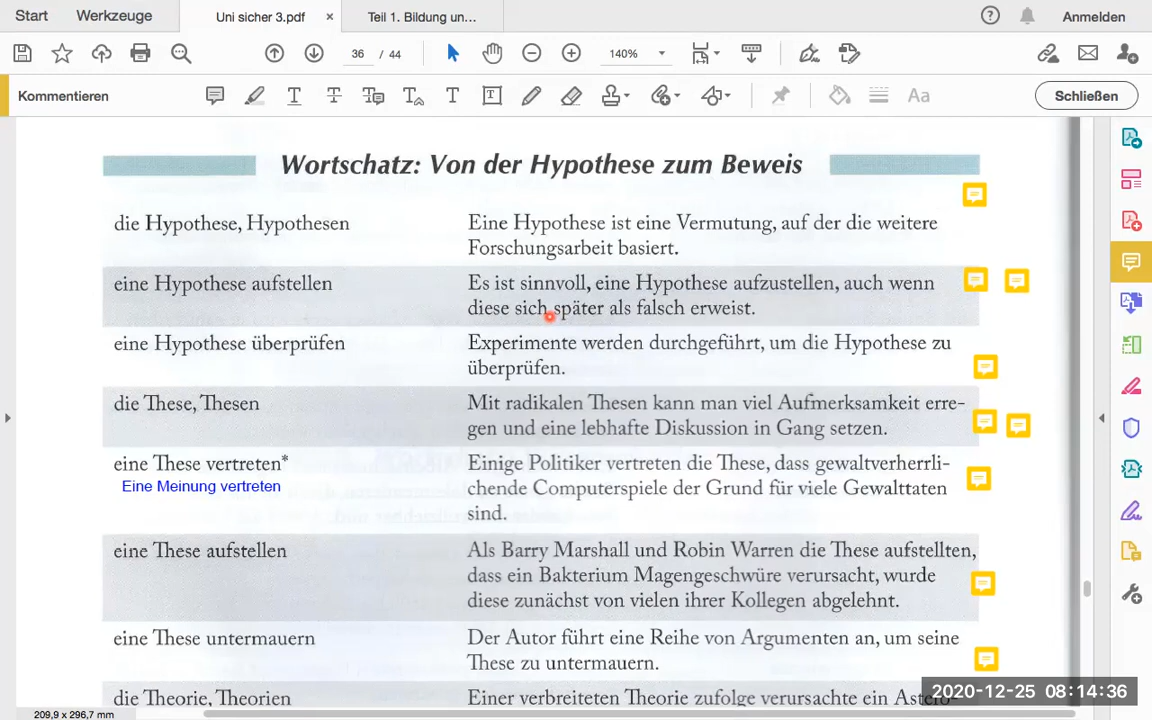 Start Werkzeuge Uni sicher 3.pdf × Teil 1. Bildung un... Anmelden
36 / 44 140%
Kommentieren Aa Schließen
Wortschatz: Von der Hypothese zum Beweis
die Hypothese, Hypothesen Eine Hypothese ist eine Vermutung, auf der die weitere
Forschungsarbeit basiert.
eine Hypothese aufstellen Es ist sinnvoll, eine Hypothese aufzustellen, auch wenn
diese sich später als falsch erweist.
eine Hypothese überprüfen Experimente werden durchgeführt, um die Hypothese zu
überprüfen.
die These, Thesen Mit radikalen Thesen kann man viel Aufmerksamkeit erre-
gen und eine lebhafte Diskussion in Gang setzen.
eine These vertreten* Einige Politiker vertreten die These, dass gewaltverherrli-
Eine Meinung vertreten chende Computerspiele der Grund für viele Gewalttaten
sind.
eine These aufstellen Als Barry Marshall und Robin Warren die These aufstellten,
dass ein Bakterium Magengeschwüre verursacht, wurde
diese zunächst von vielen ihrer Kollegen abgelehnt.
eine These untermauern Der Autor führt eine Reihe von Argumenten an, um seine
These zu untermauern.
die Theorie, Theorien Einer verbreiteten Theorie zufolge verursachte ein Astero-
2020-12-25 08:14:36
209,9 x 296,7 mm